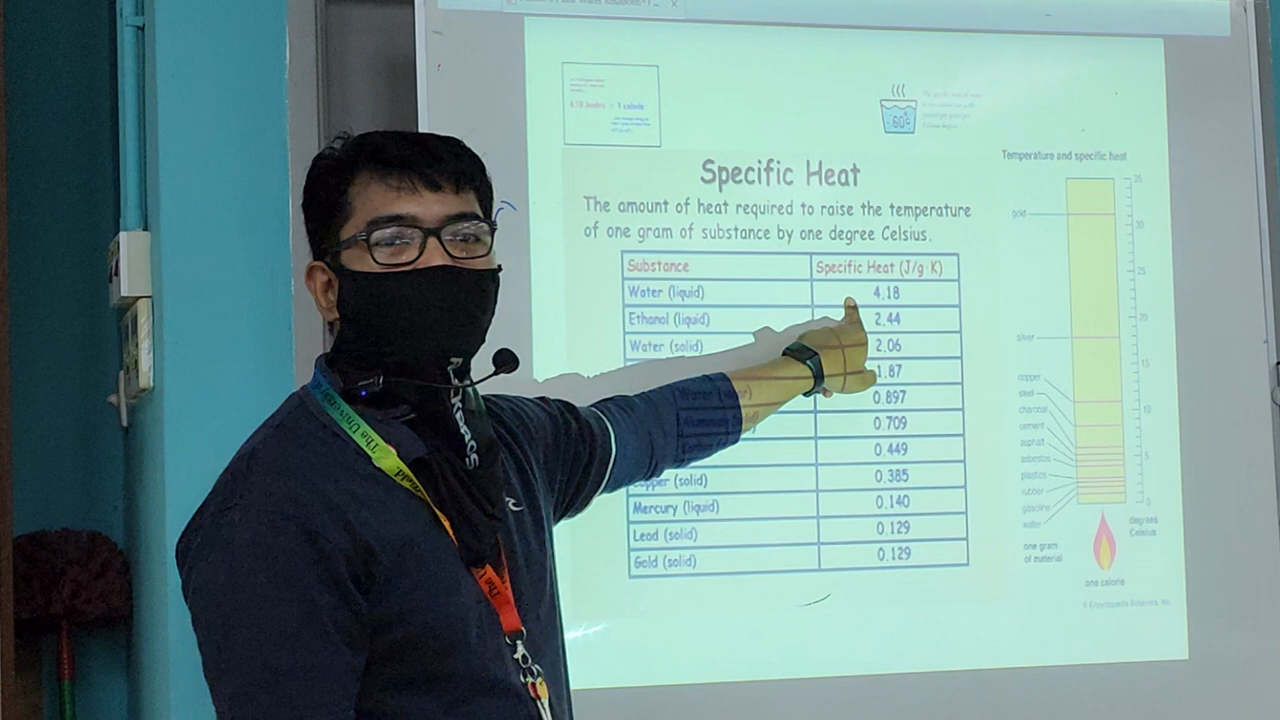 4.18 Joules = 1 calorie
60°c
Specific Heat
The amount of heat required to raise the temperature
of one gram of substance by one degree Celsius.
Substance Specific Heat (J/g K)
Water (liquid) 4.18
Ethanol (liquid) 2.44
Water (solid) 2.06
1.87
0.897
0.709
0.449
Copper (solid) 0.385
Mercury (liquid) 0.140
Lead (solid) 0.129
Gold (solid) 0.129
Temperature and specific heat
35
gold
30
25
20
silver
15
copper
steel
charcoal
10
cement
asphalt
asbestos
5
plastics
rubber
gasoline
0
water
degrees
Celsius
one gram
of material
one calorie
© Encyclopædia Britannica, Inc.
The Univer